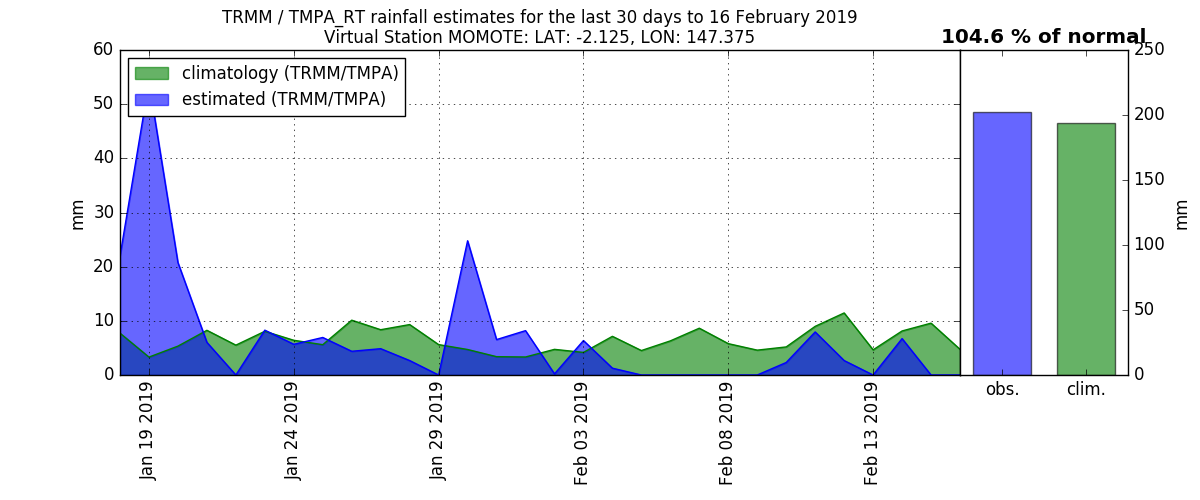 TRMM / TMPA_RT rainfall estimates for the last 30 days to 16 February 2019
Virtual Station MOMOTE: LAT: -2.125, LON: 147.375
104.6 % of normal
climatology (TRMM/TMPA)
estimated (TRMM/TMPA)
60
50
40
30
20
10
0
mm
Jan 19 2019
Jan 24 2019
Jan 29 2019
Feb 03 2019
Feb 08 2019
Feb 13 2019
obs.
clim.
250
200
150
100
50
0
mm